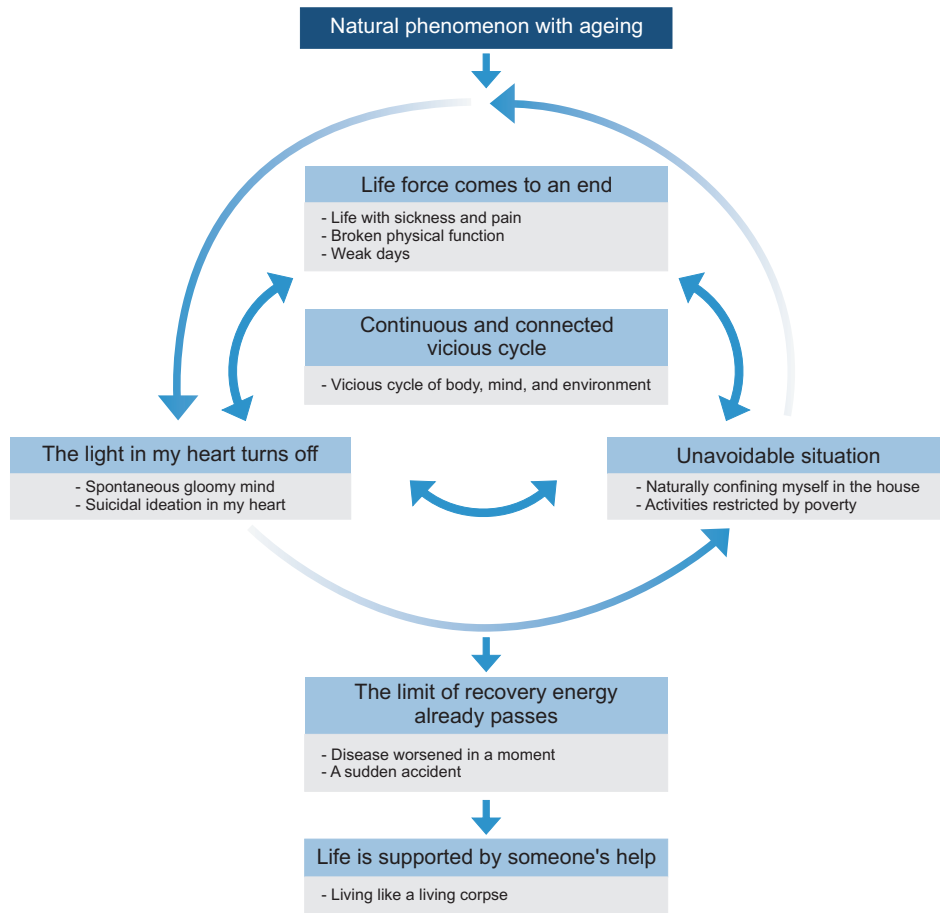 Natural phenomenon with ageing
Life force comes to an end
- Life with sickness and pain
- Broken physical function
- Weak days
Continuous and connected
vicious cycle
- Vicious cycle of body, mind, and environment
The light in my heart turns off
- Spontaneous gloomy mind
- Suicidal ideation in my heart
Unavoidable situation
- Naturally confining myself in the house
- Activities restricted by poverty
The limit of recovery energy
already passes
- Disease worsened in a moment
- A sudden accident
Life is supported by someone's help
- Living like a living corpse